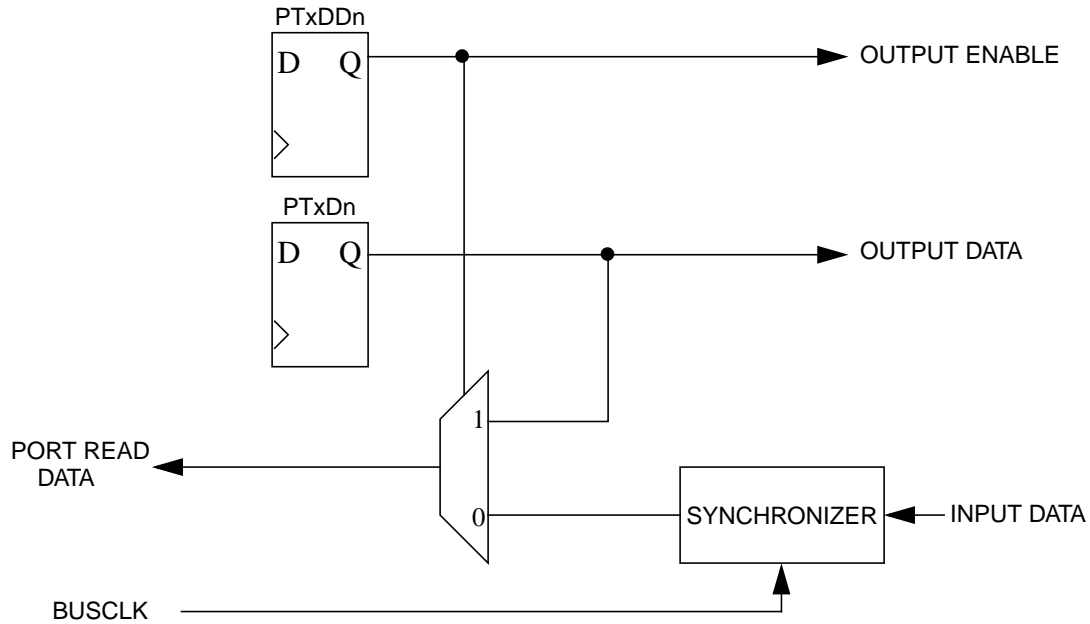 PTxDDn
D Q
OUTPUT ENABLE
PTxDn
D Q
OUTPUT DATA
1
PORT READ
DATA
0
SYNCHRONIZER
INPUT DATA
BUSCLK